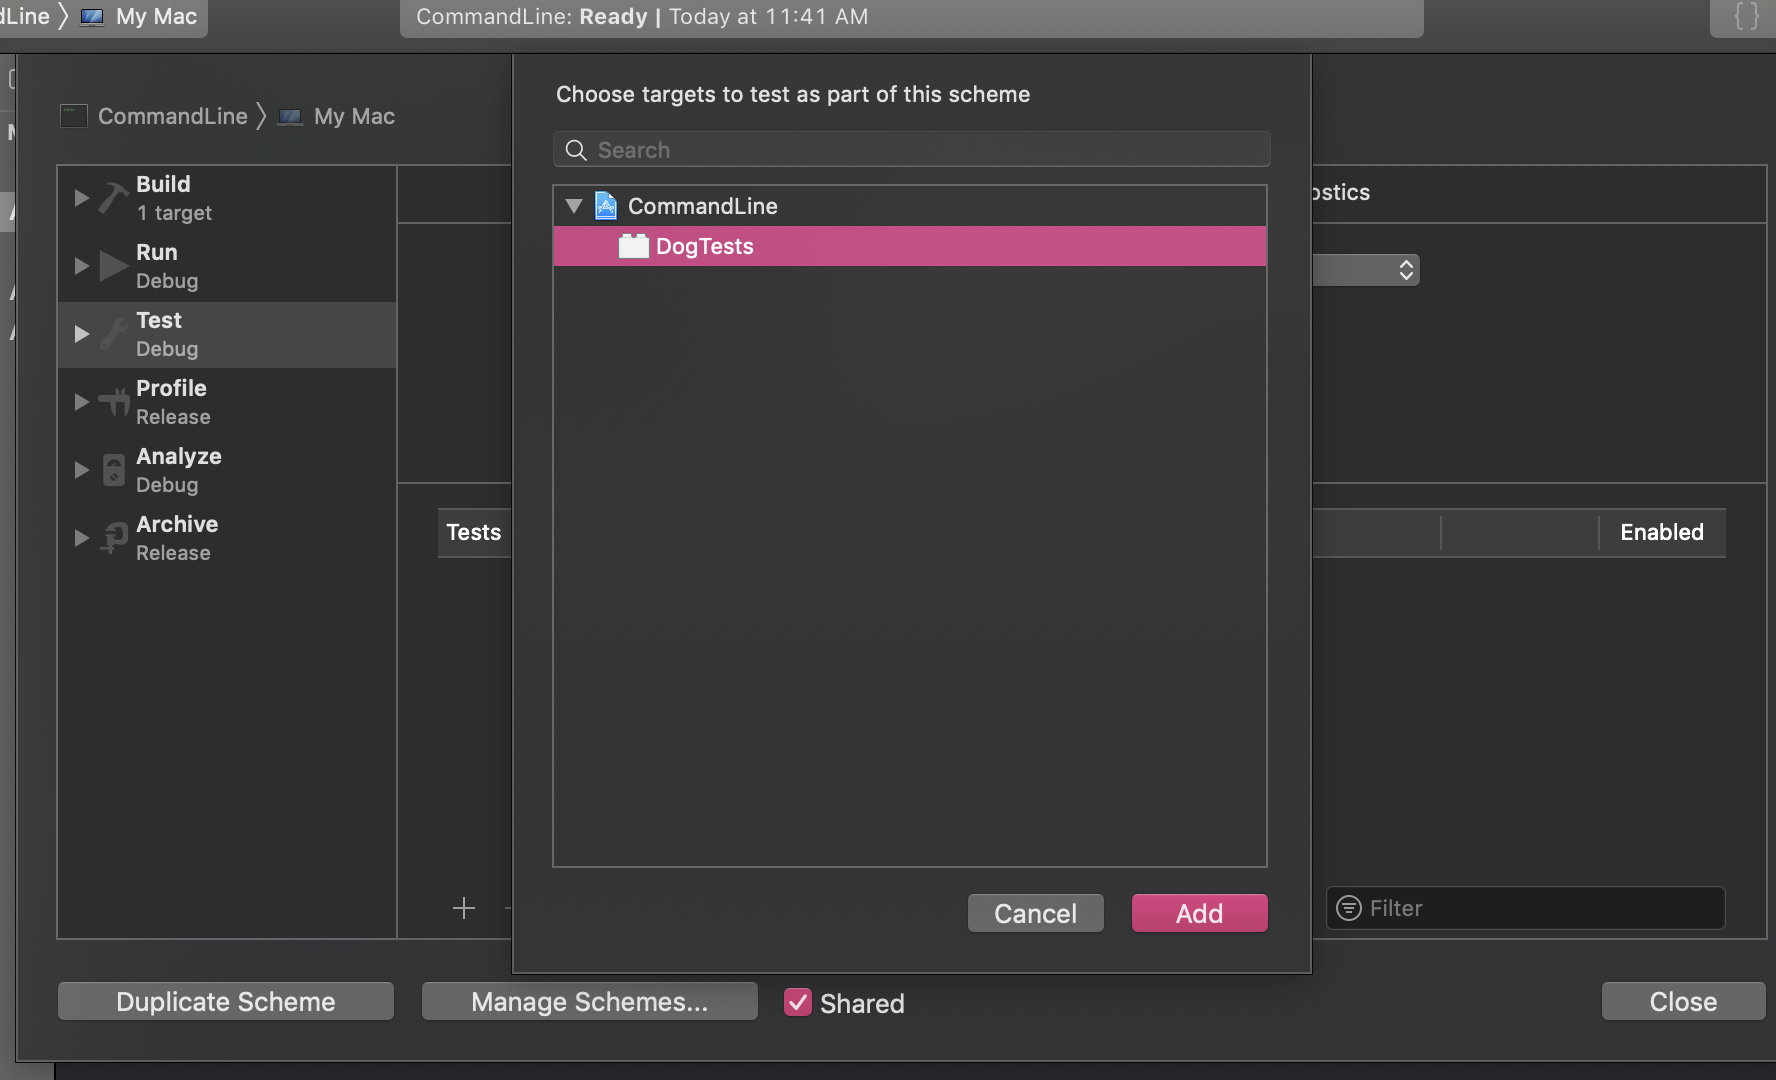 dLine 〉 My Mac
CommandLine: Ready | Today at 11:41 AM
{ }
CommandLine 〉 My Mac
Choose targets to test as part of this scheme
Search
CommandLine
DogTests
Build
1 target
Run
Debug
Test
Debug
Profile
Release
Analyze
Debug
Archive
Release
ostics
Tests
Enabled
Filter
Cancel
Add
Duplicate Scheme
Manage Schemes...
Shared
Close